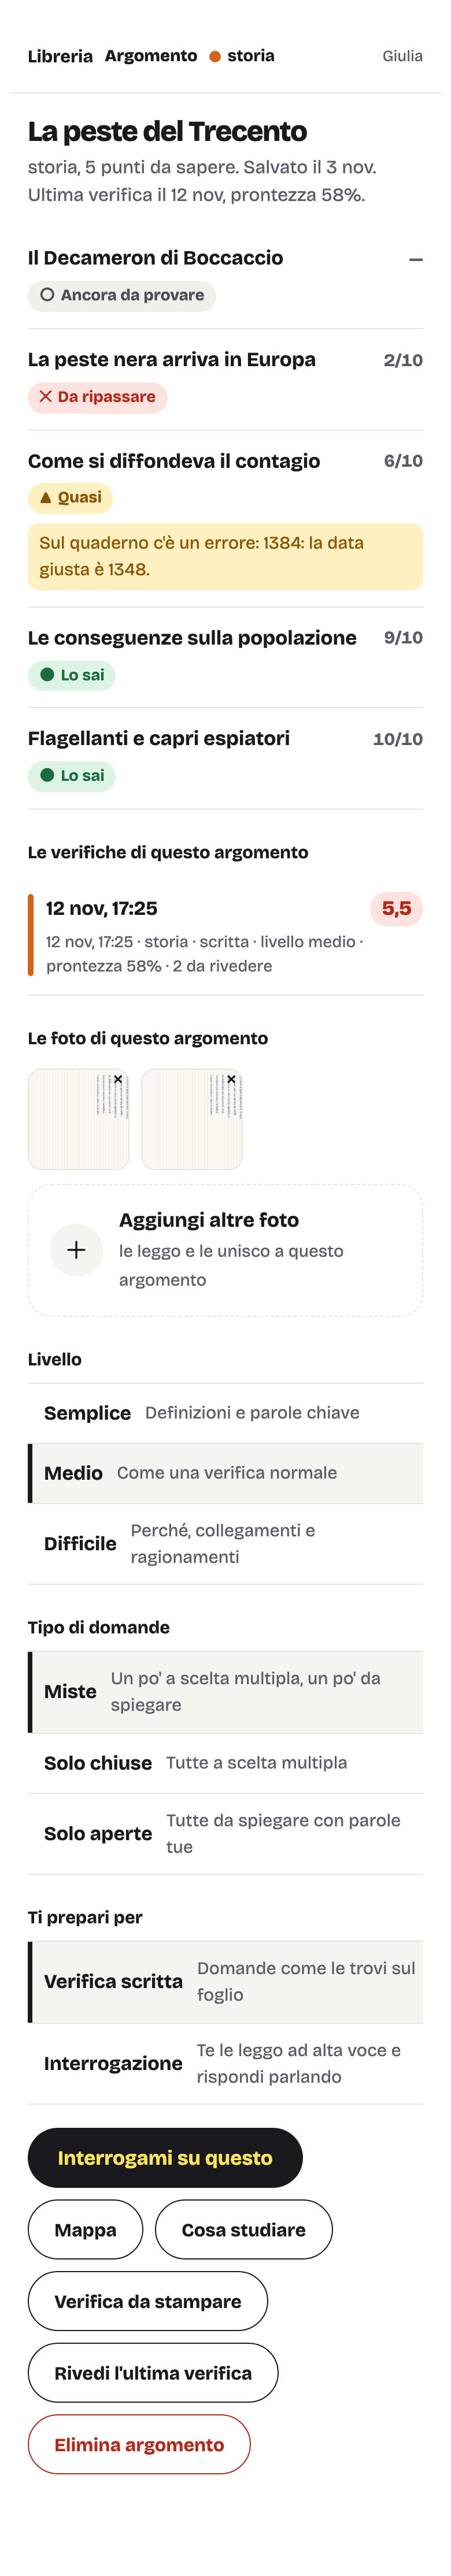 Libreria Argomento storia Giulia
La peste del Trecento
storia, 5 punti da sapere. Salvato il 3 nov.
Ultima verifica il 12 nov, prontezza 58%.
Il Decameron di Boccaccio –
Ancora da provare
La peste nera arriva in Europa 2/10
Da ripassare
Come si diffondeva il contagio 6/10
Quasi
Sul quaderno c'è un errore: 1384: la data
giusta è 1348.
Le conseguenze sulla popolazione 9/10
Lo sai
Flagellanti e capri espiatori 10/10
Lo sai
Le verifiche di questo argomento
12 nov, 17:25 5,5
12 nov, 17:25 · storia · scritta · livello medio ·
prontezza 58% · 2 da rivedere
Le foto di questo argomento
Aggiungi altre foto
le leggo e le unisco a questo
argomento
Livello
Semplice Definizioni e parole chiave
Medio Come una verifica normale
Difficile Perché, collegamenti e
ragionamenti
Tipo di domande
Miste Un po' a scelta multipla, un po' da
spiegare
Solo chiuse Tutte a scelta multipla
Solo aperte Tutte da spiegare con parole
tue
Ti prepari per
Verifica scritta Domande come le trovi sul
foglio
Interrogazione Te le leggo ad alta voce e
rispondi parlando
Interrogami su questo
Mappa Cosa studiare
Verifica da stampare
Rivedi l'ultima verifica
Elimina argomento